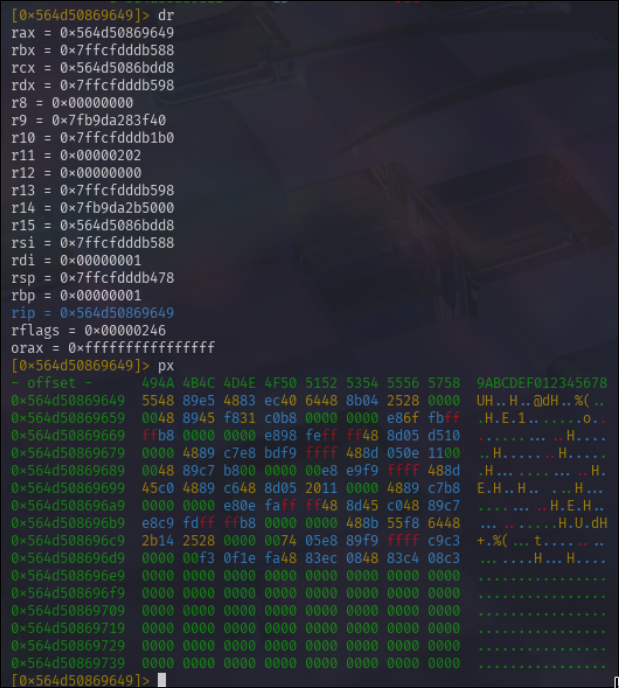 [0x564d50869649]> dr
rax = 0x564d50869649
rbx = 0x7ffcfdddb588
rcx = 0x564d5086bdd8
rdx = 0x7ffcfdddb598
r8 = 0x00000000
r9 = 0x7fb9da283f40
r10 = 0x7ffcfdddb1b0
r11 = 0x00000202
r12 = 0x00000000
r13 = 0x7ffcfdddb598
r14 = 0x7fb9da2b5000
r15 = 0x564d5086bdd8
rsi = 0x7ffcfdddb588
rdi = 0x00000001
rsp = 0x7ffcfdddb478
rbp = 0x00000001
rip = 0x564d50869649
rflags = 0x00000246
orax = 0xffffffffffffffff
[0x564d50869649]> px
- offset -     494A 4B4C 4D4E 4F50 5152 5354 5556 5758  9ABCDEF012345678
0x564d50869649  5548 89e5 4883 ec40 6448 8b04 2528 0000  UH..H..@dH..%(..
0x564d50869659  0048 8945 f831 c0b8 0000 0000 e86f fbff  .H.E.1.......o..
0x564d50869669  ffb8 0000 0000 e898 feff ff48 8d05 d510  ...........H....
0x564d50869679  0000 4889 c7e8 bdf9 ffff 488d 050e 1100  ..H.......H.....
0x564d50869689  0048 89c7 b800 0000 00e8 e9f9 ffff 488d  .H............H.
0x564d50869699  45c0 4889 c648 8d05 2011 0000 4889 c7b8  E.H..H.. ...H...
0x564d508696a9  0000 0000 e80e faff ff48 8d45 c048 89c7  .........H.E.H..
0x564d508696b9  e8c9 fdff ffb8 0000 0000 488b 55f8 6448  ..........H.U.dH
0x564d508696c9  2b14 2528 0000 0074 05e8 89f9 ffff c9c3  +.%(...t........
0x564d508696d9  0000 00f3 0f1e fa48 83ec 0848 83c4 08c3  .......H...H....
0x564d508696e9  0000 0000 0000 0000 0000 0000 0000 0000  ................
0x564d508696f9  0000 0000 0000 0000 0000 0000 0000 0000  ................
0x564d50869709  0000 0000 0000 0000 0000 0000 0000 0000  ................
0x564d50869719  0000 0000 0000 0000 0000 0000 0000 0000  ................
0x564d50869729  0000 0000 0000 0000 0000 0000 0000 0000  ................
0x564d50869739  0000 0000 0000 0000 0000 0000 0000 0000  ................
[0x564d50869649]>